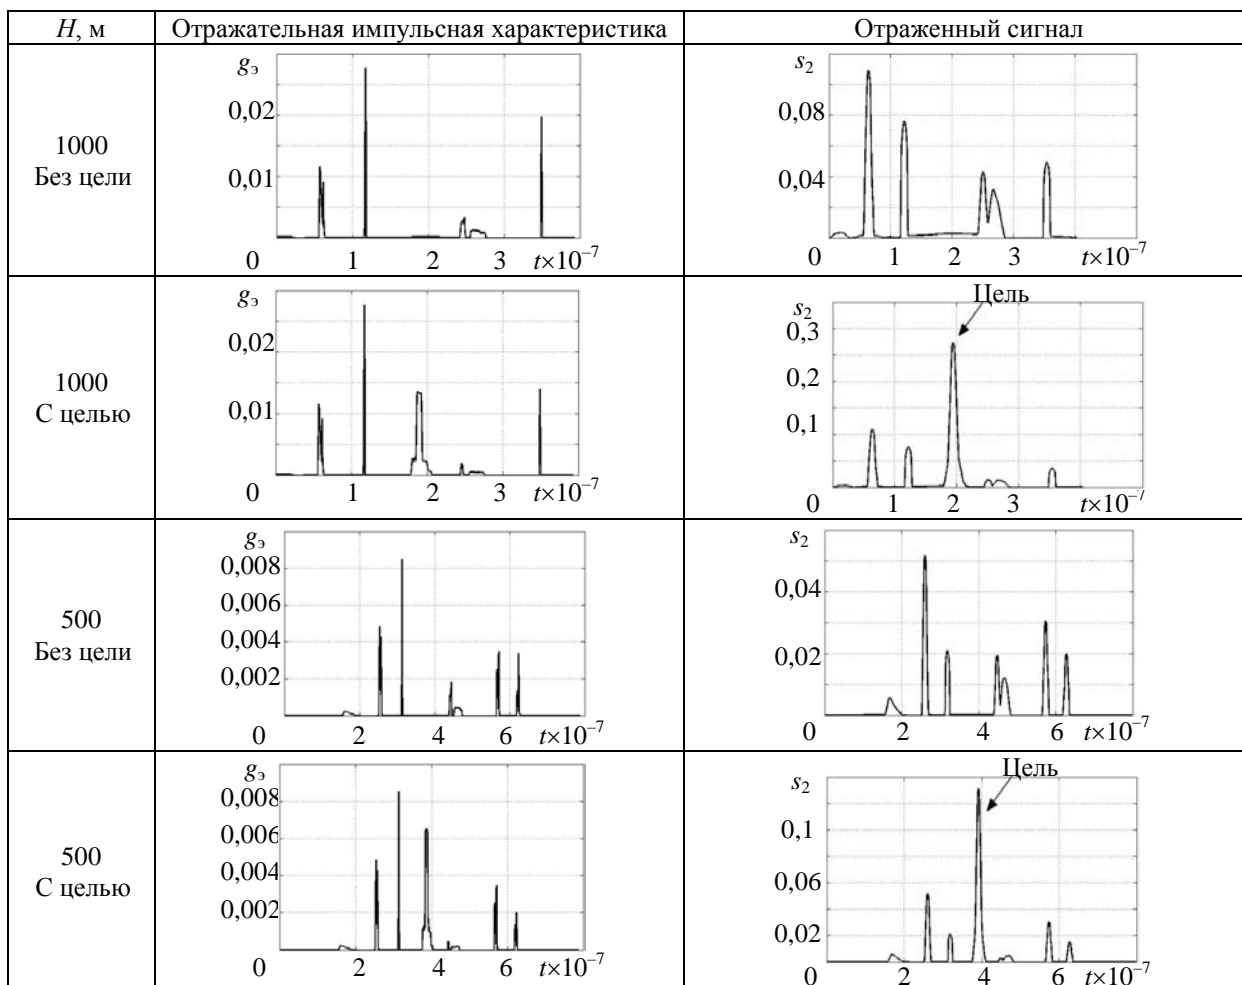 H, м
Отражательная импульсная характеристика
Отраженный сигнал
1000
Без цели
gэ
0,02
0,01
0 1 2 3 t×10⁻⁷
s₂
0,08
0,04
0 1 2 3 t×10⁻⁷
1000
С целью
gэ
0,02
0,01
0 1 2 3 t×10⁻⁷
Цель
s₂
0,3
0,2
0,1
0 1 2 3 t×10⁻⁷
500
Без цели
gэ
0,008
0,006
0,004
0,002
0 2 4 6 t×10⁻⁷
s₂
0,04
0,02
0 2 4 6 t×10⁻⁷
500
С целью
gэ
0,008
0,006
0,004
0,002
0 2 4 6 t×10⁻⁷
Цель
s₂
0,1
0,06
0,02
0 2 4 6 t×10⁻⁷